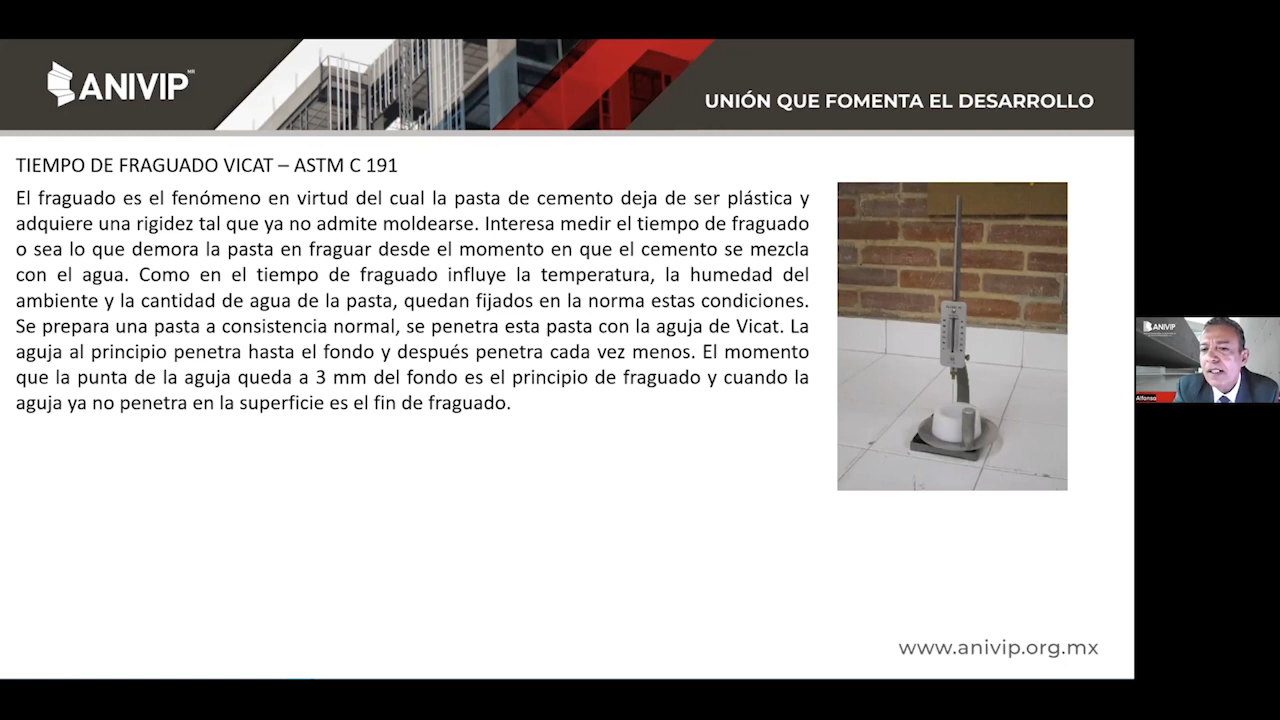 ANIVIP MR
UNIÓN QUE FOMENTA EL DESARROLLO
TIEMPO DE FRAGUADO VICAT – ASTM C 191
El fraguado es el fenómeno en virtud del cual la pasta de cemento deja de ser plástica y
adquiere una rigidez tal que ya no admite moldearse. Interesa medir el tiempo de fraguado
o sea lo que demora la pasta en fraguar desde el momento en que el cemento se mezcla
con el agua. Como en el tiempo de fraguado influye la temperatura, la humedad del
ambiente y la cantidad de agua de la pasta, quedan fijados en la norma estas condiciones.
Se prepara una pasta a consistencia normal, se penetra esta pasta con la aguja de Vicat. La
aguja al principio penetra hasta el fondo y después penetra cada vez menos. El momento
que la punta de la aguja queda a 3 mm del fondo es el principio de fraguado y cuando la
aguja ya no penetra en la superficie es el fin de fraguado.
ANIVIP
Alfonso
www.anivip.org.mx